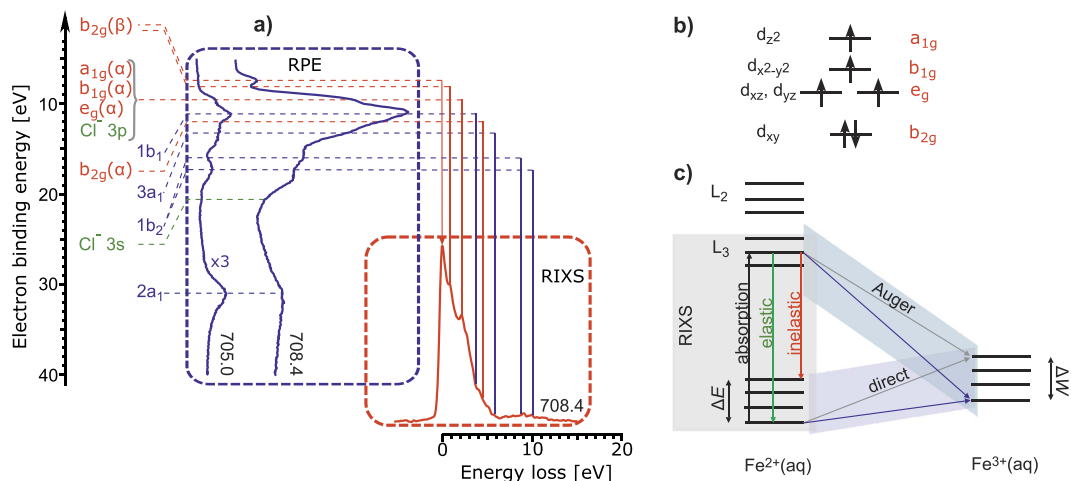 a)
Electron binding energy [eV]
10
20
30
40
b2g(β)
a1g(α)
b1g(α)
eg(α)
Cl⁻ 3p
1b1
b2g(α)
3a1
1b2
Cl⁻ 3s
2a1
RPE
x3
705.0
708.4
RIXS
708.4
0 10 20
Energy loss [eV]
b)
dz2 a1g
dx2-y2 b1g
dxz, dyz eg
dxy b2g
c)
L2
L3
RIXS
absorption
elastic
inelastic
Auger
direct
ΔE
ΔW
Fe2+(aq)
Fe3+(aq)